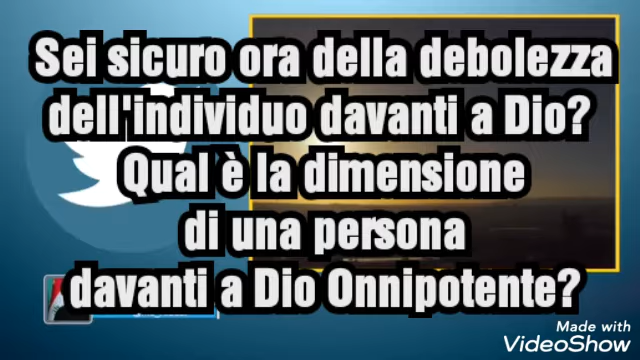 Sei sicuro ora della debolezza
dell'individuo davanti a Dio?
Qual è la dimensione
di una persona
davanti a Dio Onnipotente?
Made with
VideoShow